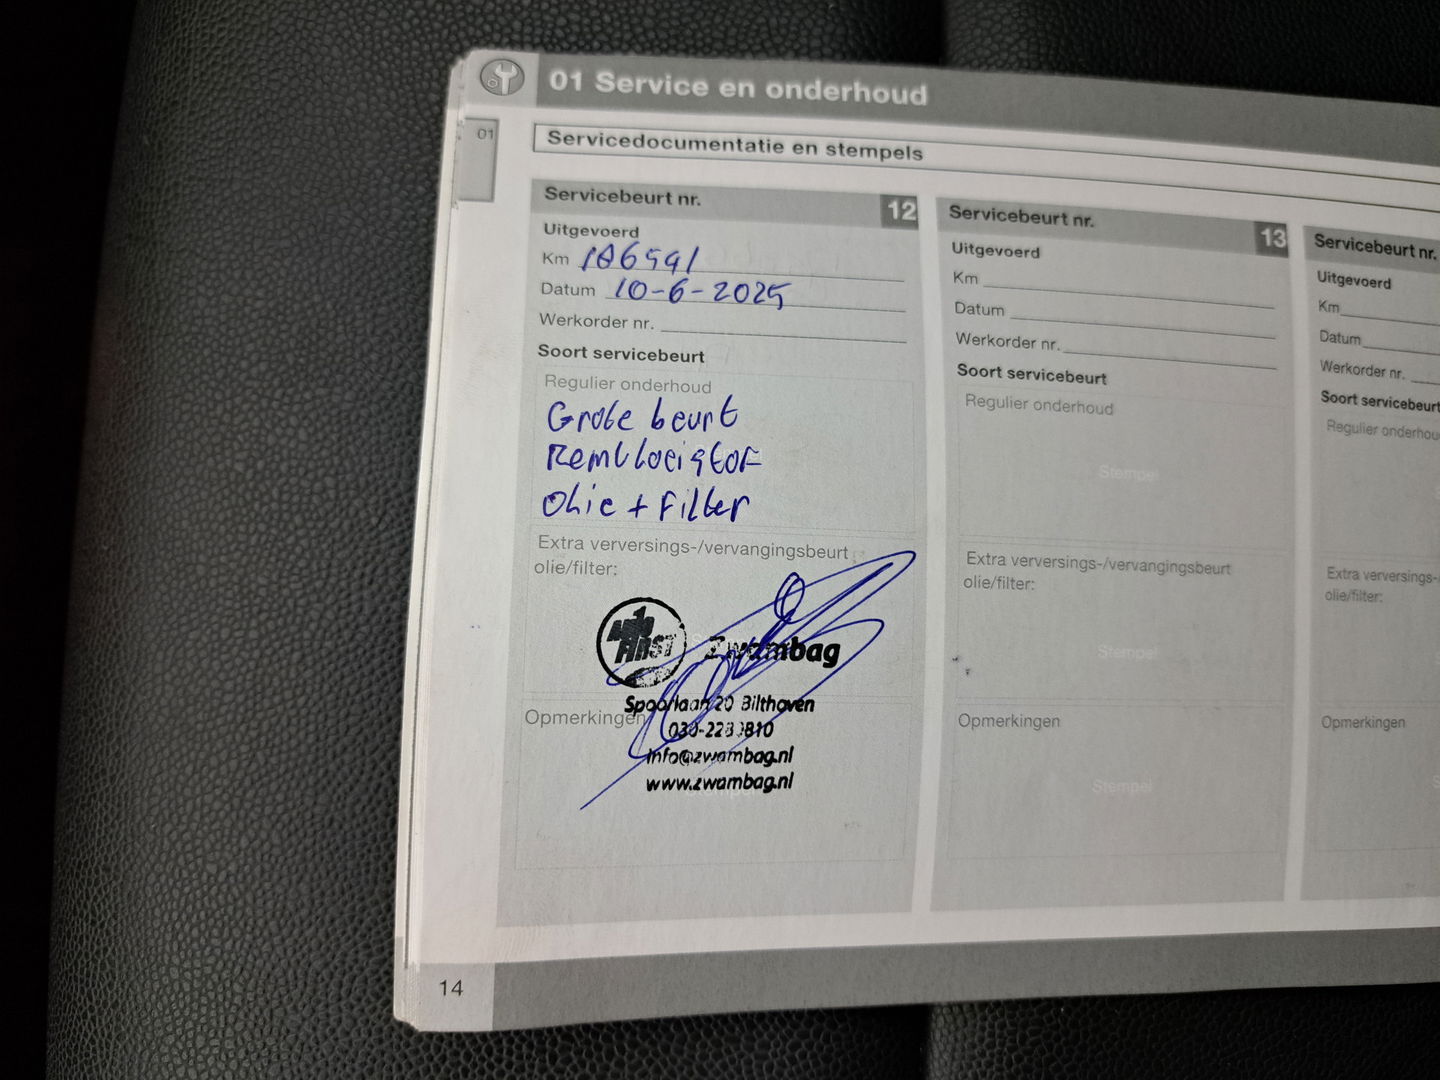 01 Service en onderhoud
01
Servicedocumentatie en stempels
Servicebeurt nr. 12
Uitgevoerd
Km
Datum 10-6-2025
Werkorder nr.
Soort servicebeurt
Regulier onderhoud
Grote beurt
Remvloeistof
Olie + Filter
Extra verversings-/vervangingsbeurt
olie/filter:
FIRST Zwambag
Spoorlaan 20 Bilthoven
Opmerkingen
info@zwambag.nl
www.zwambag.nl
Servicebeurt nr. 13
Uitgevoerd
Km
Datum
Werkorder nr.
Soort servicebeurt
Regulier onderhoud
Stempel
Extra verversings-/vervangingsbeurt
olie/filter:
Stempel
Opmerkingen
Stempel
Servicebeurt nr.
Uitgevoerd
Km
Datum
Werkorder nr.
Soort servicebeurt
Regulier onderhou
Extra verversings-
olie/filter:
Opmerkingen
14